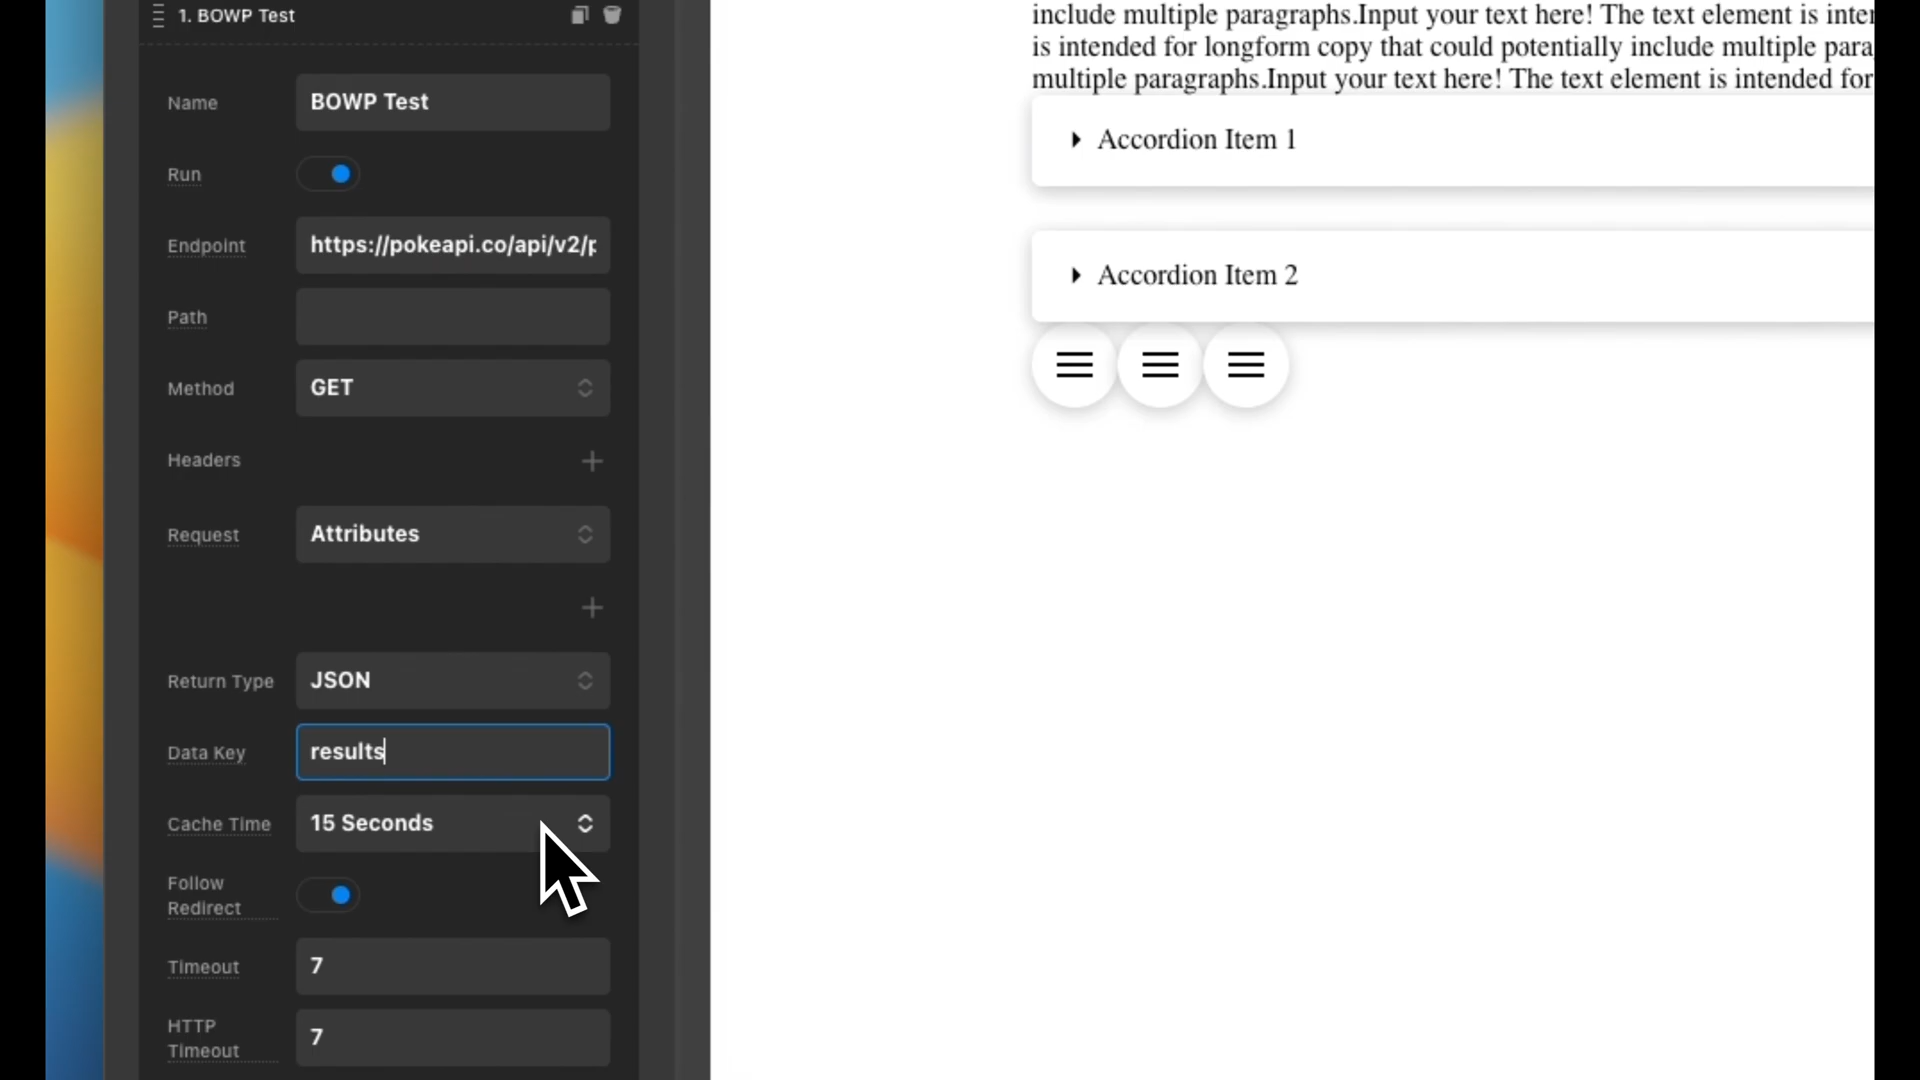 1. BOWP Test
Name
BOWP Test
Run
Endpoint
https://pokeapi.co/api/v2/p
Path
Method
GET
Headers
Request
Attributes
Return Type
JSON
Data Key
results
Cache Time
15 Seconds
Follow
Redirect
Timeout
7
HTTP
Timeout
7
include multiple paragraphs.Input your text here! The text element is inter
is intended for longform copy that could potentially include multiple para
multiple paragraphs.Input your text here! The text element is intended for
Accordion Item 1
Accordion Item 2